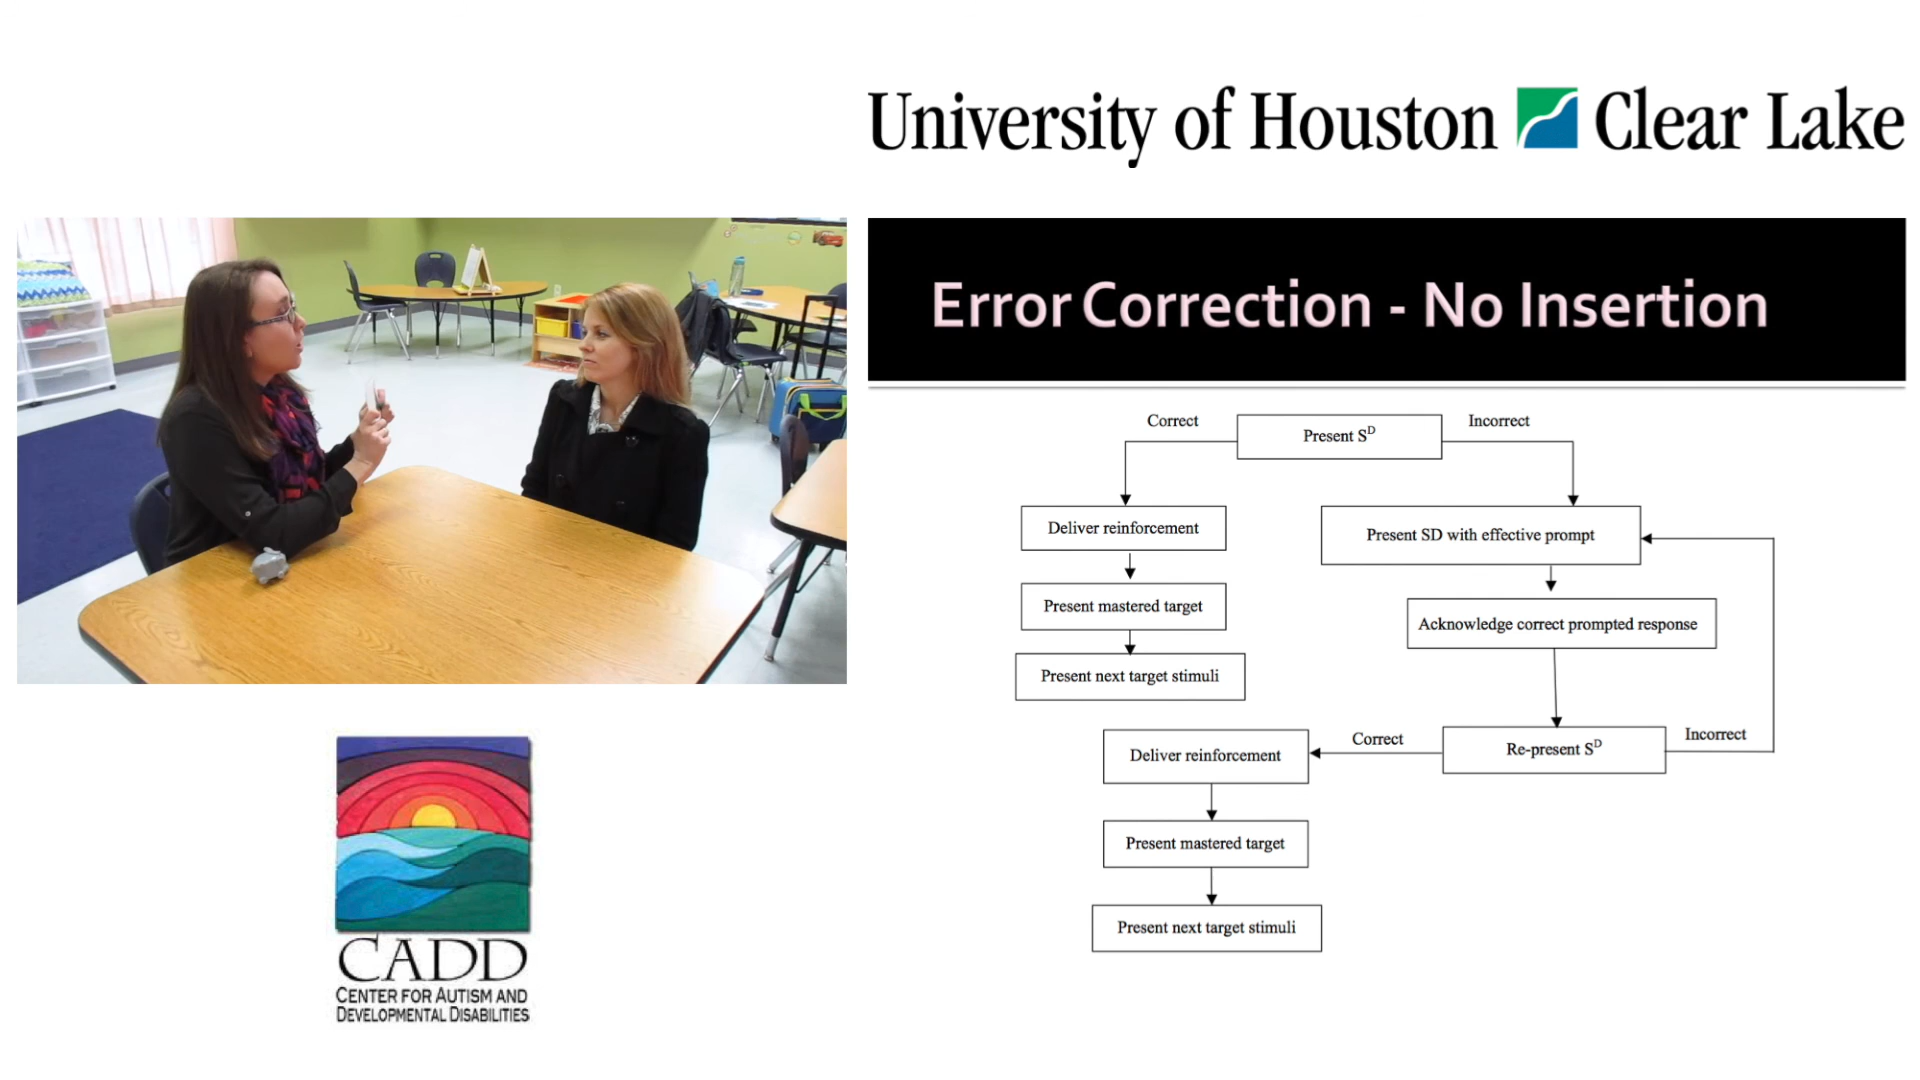 University of Houston Clear Lake
Error Correction - No Insertion
Correct
Present S^D
Incorrect
Deliver reinforcement
Present SD with effective prompt
Present mastered target
Acknowledge correct prompted response
Present next target stimuli
Deliver reinforcement
Correct
Re-present S^D
Incorrect
Present mastered target
Present next target stimuli
CADD
CENTER FOR AUTISM AND
DEVELOPMENTAL DISABILITIES